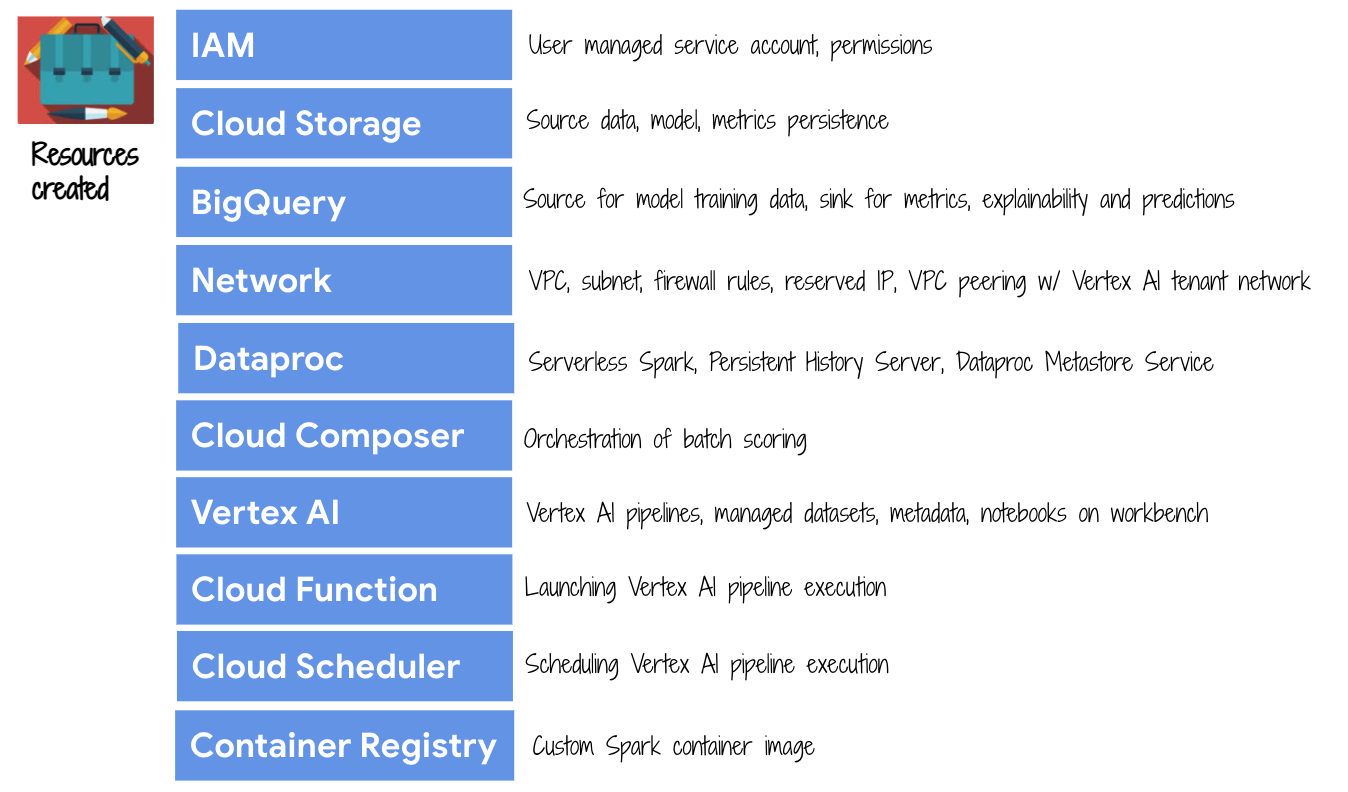 Resources
created
IAM
User managed service account, permissions
Cloud Storage
Source data, model, metrics persistence
BigQuery
Source for model training data, sink for metrics, explainability and predictions
Network
VPC, subnet, firewall rules, reserved IP, VPC peering w/ Vertex AI tenant network
Dataproc
Serverless Spark, Persistent History Server, Dataproc Metastore Service
Cloud Composer
Orchestration of batch scoring
Vertex AI
Vertex AI pipelines, managed datasets, metadata, notebooks on workbench
Cloud Function
Launching Vertex AI pipeline execution
Cloud Scheduler
Scheduling Vertex AI pipeline execution
Container Registry
Custom Spark container image